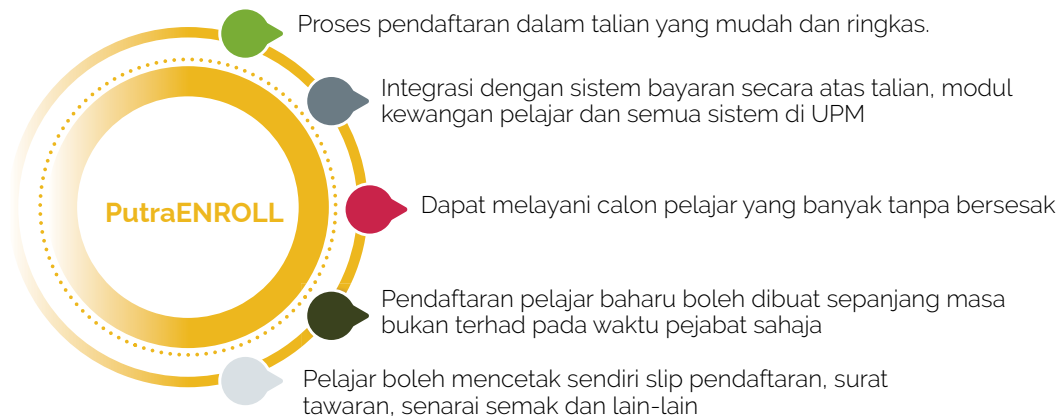 Proses pendaftaran dalam talian yang mudah dan ringkas.
Integrasi dengan sistem bayaran secara atas talian, modul
kewangan pelajar dan semua sistem di UPM
PutraENROLL
Dapat melayani calon pelajar yang banyak tanpa bersesak
Pendaftaran pelajar baharu boleh dibuat sepanjang masa
bukan terhad pada waktu pejabat sahaja
Pelajar boleh mencetak sendiri slip pendaftaran, surat
tawaran, senarai semak dan lain-lain